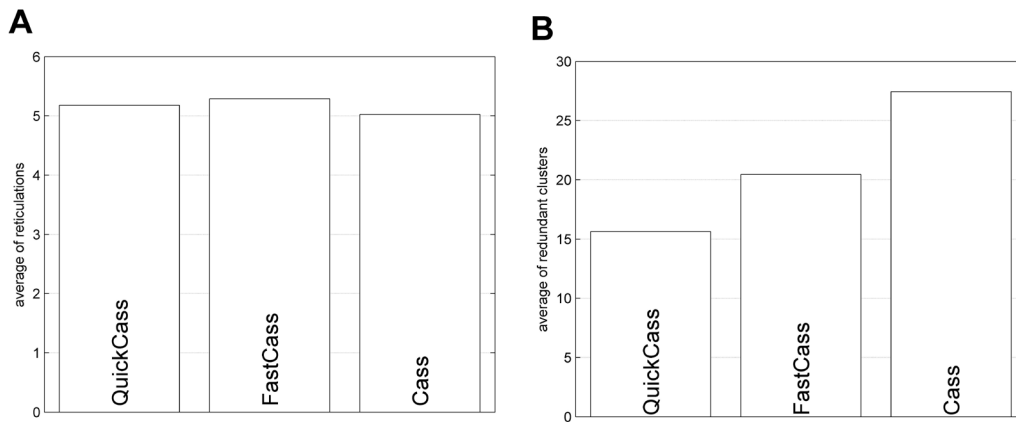 A
6
5
4
3
2
1
0
average of reticulations
QuickCass
FastCass
Cass
B
30
25
20
15
10
5
0
average of redundant clusters
QuickCass
FastCass
Cass